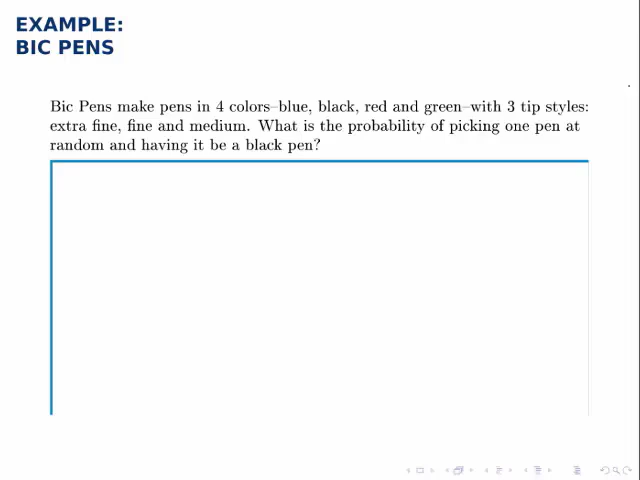 EXAMPLE:
BIC PENS
Bic Pens make pens in 4 colors–blue, black, red and green–with 3 tip styles:
extra fine, fine and medium. What is the probability of picking one pen at
random and having it be a black pen?